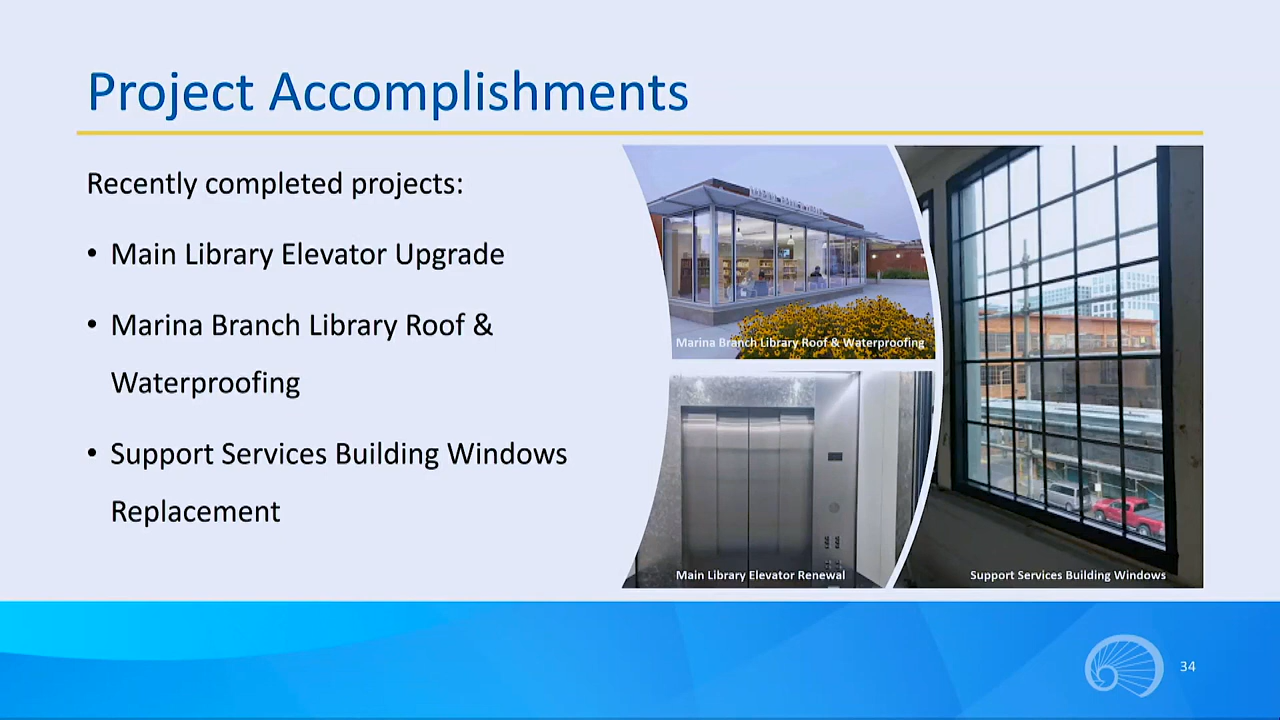 Project Accomplishments
Recently completed projects:
• Main Library Elevator Upgrade
• Marina Branch Library Roof &
Waterproofing
• Support Services Building Windows
Replacement
Marina Branch Library Roof & Waterproofing
Main Library Elevator Renewal
Support Services Building Windows
34